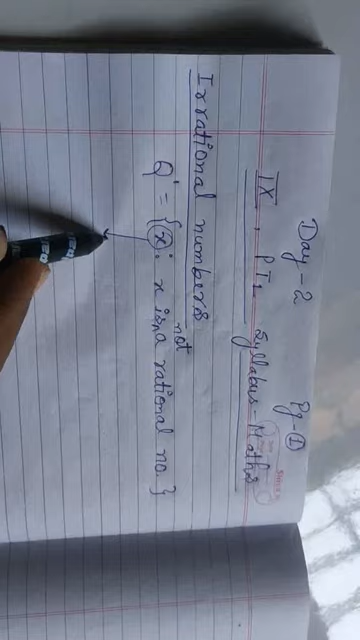 Day-2 Pg-①
IX, PT1 Syllabus-Maths
Irrational numbers
Q' = {x: x is not a rational no.}